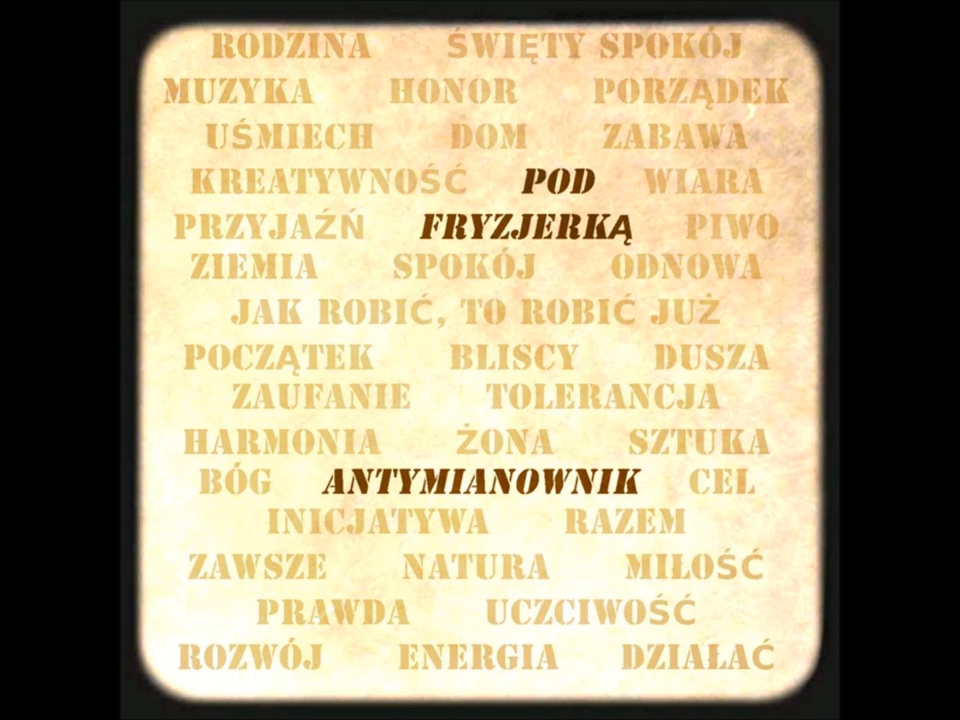 RODZINA ŚWIĘTY SPOKÓJ
MUZYKA HONOR PORZĄDEK
UŚMIECH DOM ZABAWA
KREATYWNOŚĆ POD WIARA
PRZYJAŹŃ FRYZJERKĄ PIWO
ZIEMIA SPOKÓJ ODNOWA
JAK ROBIĆ, TO ROBIĆ JUŻ
POCZĄTEK BLISCY DUSZA
ZAUFANIE TOLERANCJA
HARMONIA ŻONA SZTUKA
BÓG ANTYMIANOWNIK CEL
INICJATYWA RAZEM
ZAWSZE NATURA MIŁOŚĆ
PRAWDA UCZCIWOŚĆ
ROZWÓJ ENERGIA DZIAŁAĆ